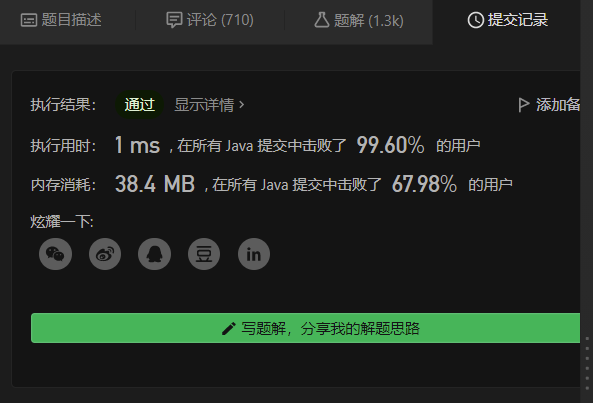 题目描述 评论 (710) 题解 (1.3k) 提交记录
执行结果： 通过 显示详情 > 添加备
执行用时： 1 ms , 在所有 Java 提交中击败了 99.60% 的用户
内存消耗： 38.4 MB , 在所有 Java 提交中击败了 67.98% 的用户
炫耀一下:
豆 in
写题解，分享我的解题思路